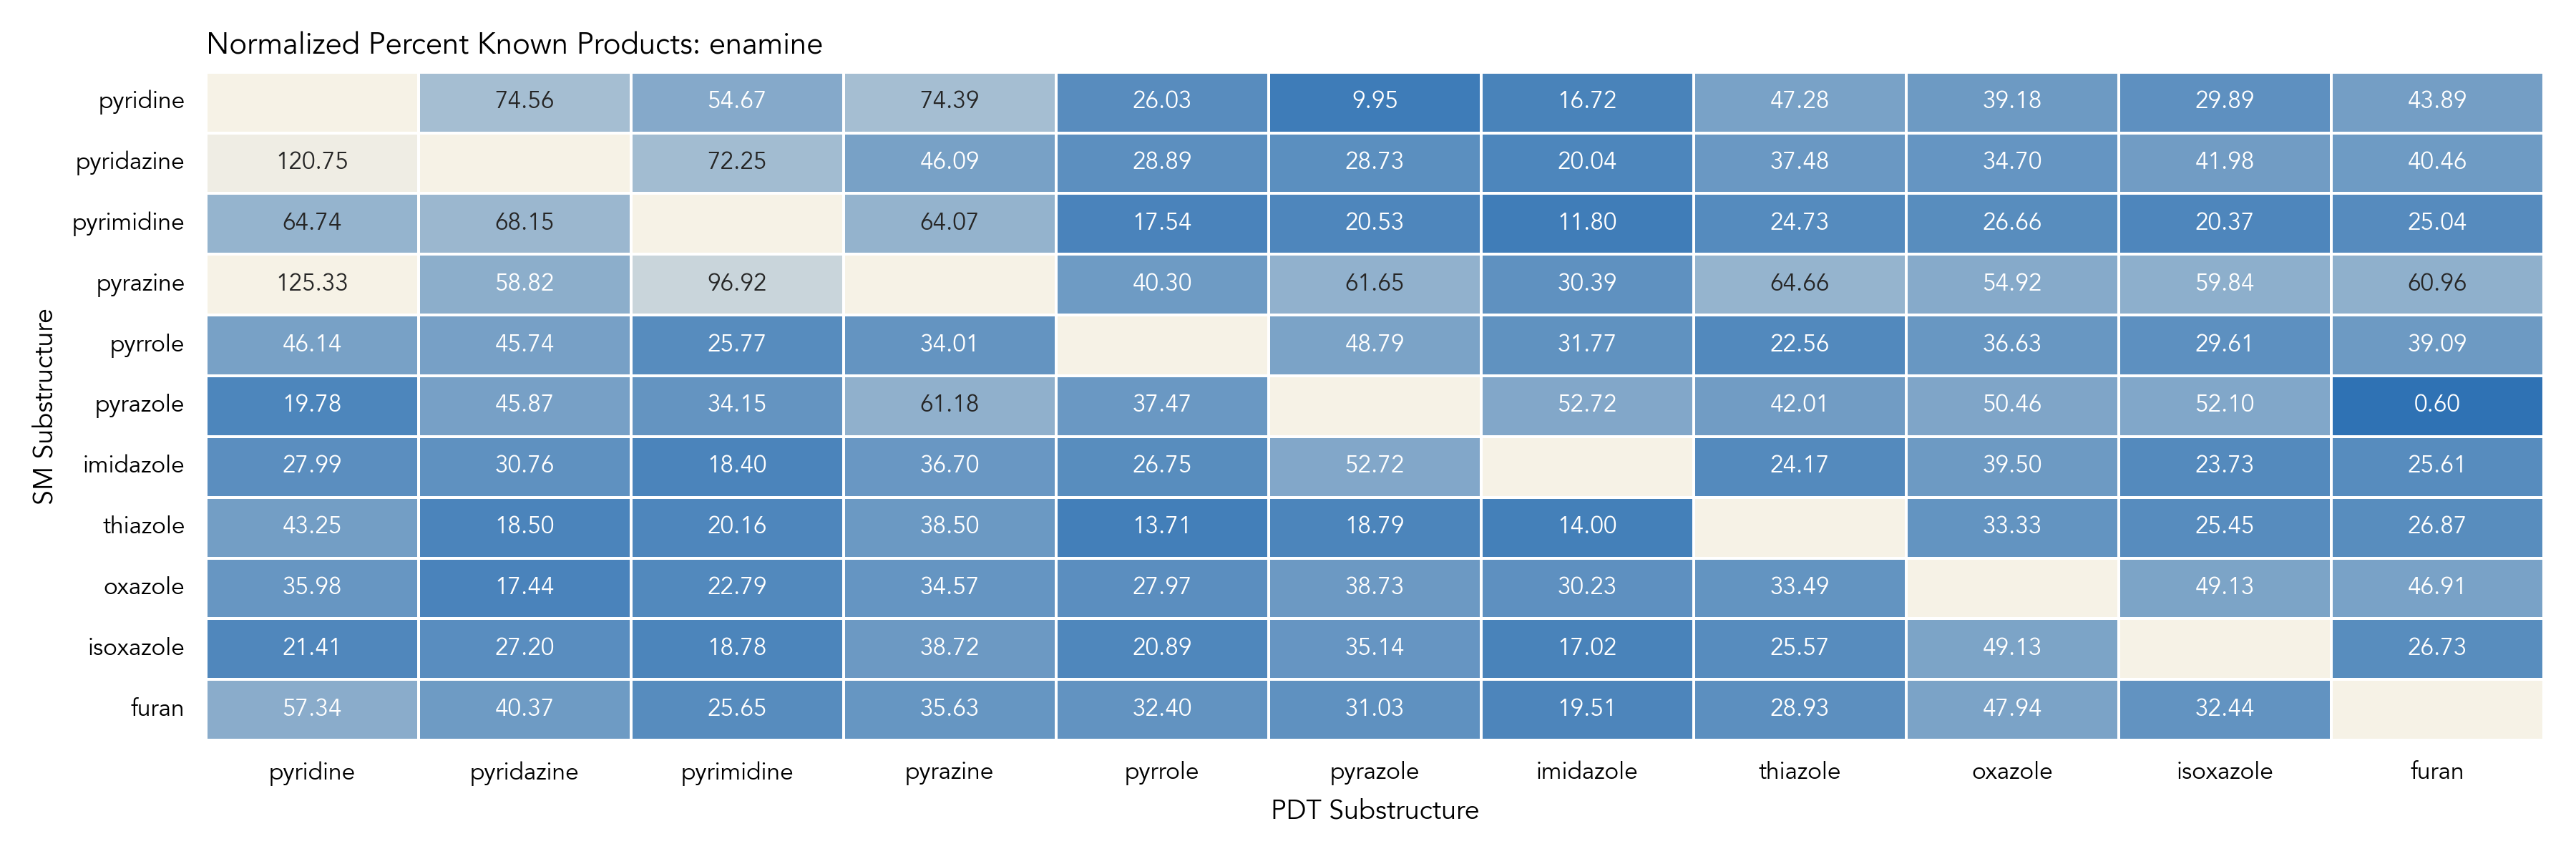 Normalized Percent Known Products: enamine
pyridine 74.56 54.67 74.39 26.03 9.95 16.72 47.28 39.18 29.89 43.89
pyridazine 120.75 72.25 46.09 28.89 28.73 20.04 37.48 34.70 41.98 40.46
pyrimidine 64.74 68.15 64.07 17.54 20.53 11.80 24.73 26.66 20.37 25.04
pyrazine 125.33 58.82 96.92 40.30 61.65 30.39 64.66 54.92 59.84 60.96
pyrrole 46.14 45.74 25.77 34.01 48.79 31.77 22.56 36.63 29.61 39.09
pyrazole 19.78 45.87 34.15 61.18 37.47 52.72 42.01 50.46 52.10 0.60
imidazole 27.99 30.76 18.40 36.70 26.75 52.72 24.17 39.50 23.73 25.61
thiazole 43.25 18.50 20.16 38.50 13.71 18.79 14.00 33.33 25.45 26.87
oxazole 35.98 17.44 22.79 34.57 27.97 38.73 30.23 33.49 49.13 46.91
isoxazole 21.41 27.20 18.78 38.72 20.89 35.14 17.02 25.57 49.13 26.73
furan 57.34 40.37 25.65 35.63 32.40 31.03 19.51 28.93 47.94 32.44
SM Substructure
pyridine pyridazine pyrimidine pyrazine pyrrole pyrazole imidazole thiazole oxazole isoxazole furan
PDT Substructure